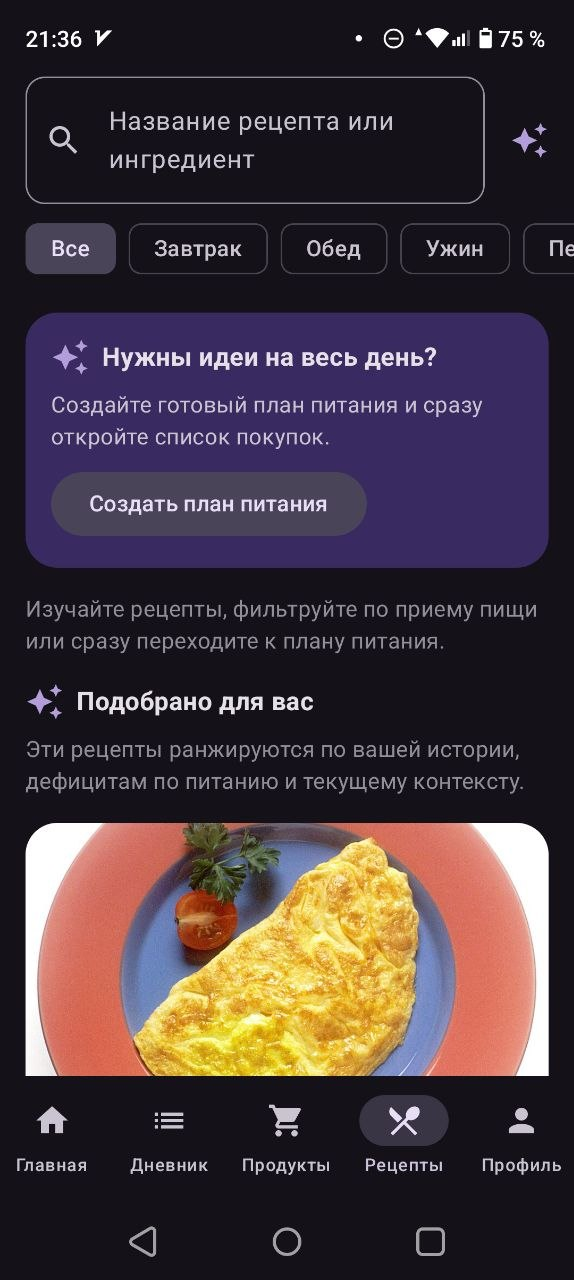 21:36
75 %
Название рецепта или
ингредиент
Все
Завтрак
Обед
Ужин
Пе
Нужны идеи на весь день?
Создайте готовый план питания и сразу
откройте список покупок.
Создать план питания
Изучайте рецепты, фильтруйте по приему пищи
или сразу переходите к плану питания.
Подобрано для вас
Эти рецепты ранжируются по вашей истории,
дефицитам по питанию и текущему контексту.
Главная
Дневник
Продукты
Рецепты
Профиль